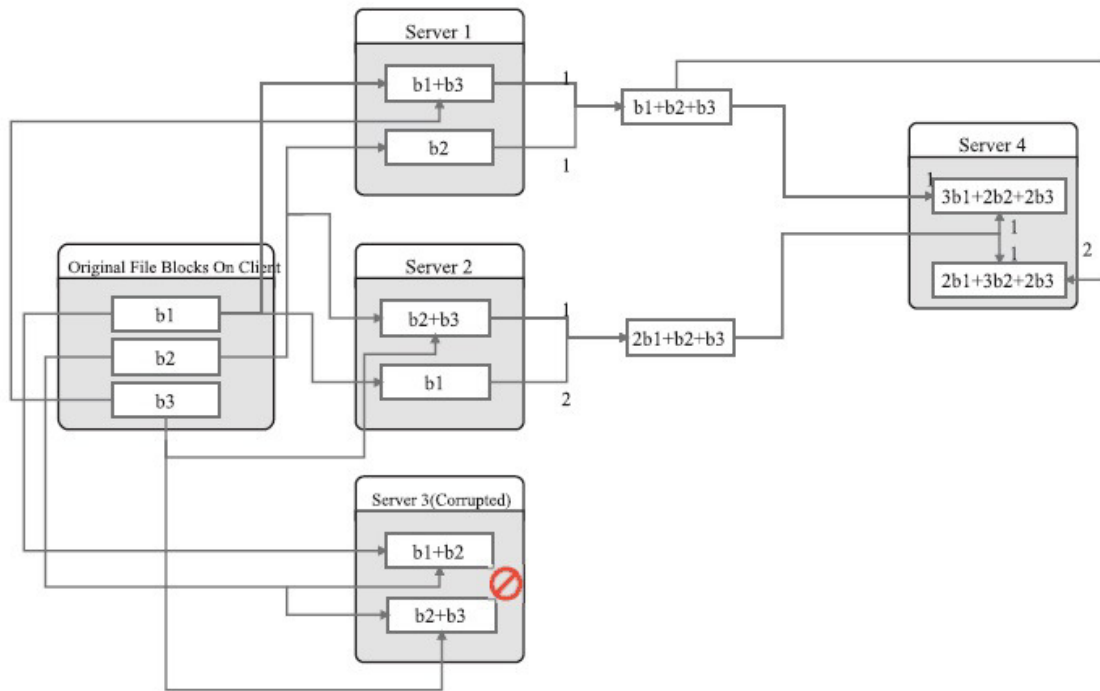 Server 1
b1+b3
b2
1
1
b1+b2+b3
Server 4
3b1+2b2+2b3
2b1+3b2+2b3
1
1
1
2
Original File Blocks On Client
b1
b2
b3
Server 2
b2+b3
b1
1
2
2b1+b2+b3
Server 3(Corrupted)
b1+b2
b2+b3